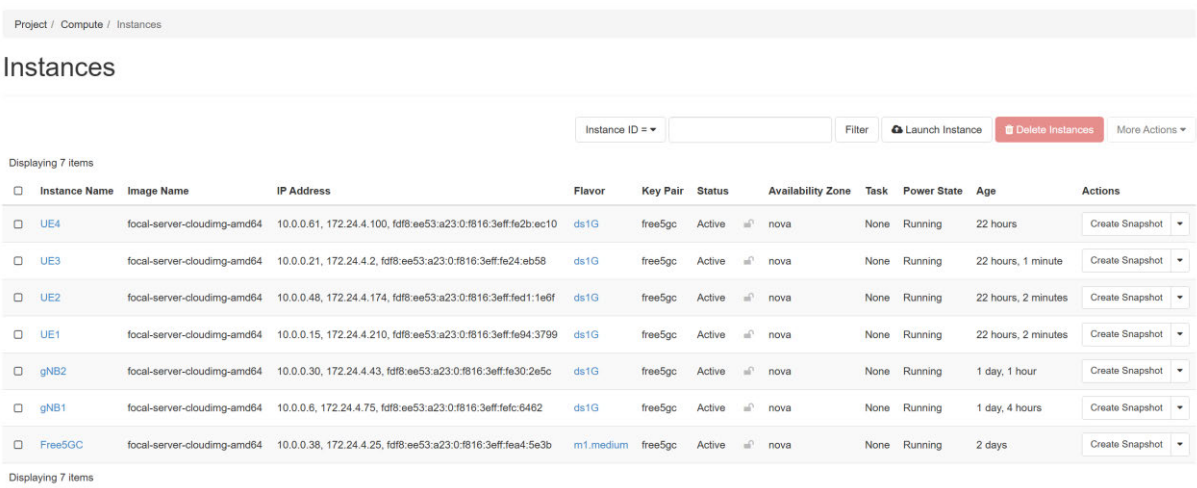 Project / Compute / Instances
Instances
Instance ID = Filter Launch Instance Delete Instances More Actions
Displaying 7 items
Instance Name Image Name IP Address Flavor Key Pair Status Availability Zone Task Power State Age Actions
UE4 focal-server-cloudimg-amd64 10.0.0.61, 172.24.4.100, fdf8:ee53:a23:0:f816:3eff:fe2b:ec10 ds1G free5gc Active nova None Running 22 hours Create Snapshot
UE3 focal-server-cloudimg-amd64 10.0.0.21, 172.24.4.2, fdf8:ee53:a23:0:f816:3eff:fe24:eb58 ds1G free5gc Active nova None Running 22 hours, 1 minute Create Snapshot
UE2 focal-server-cloudimg-amd64 10.0.0.48, 172.24.4.174, fdf8:ee53:a23:0:f816:3eff:fed1:1e6f ds1G free5gc Active nova None Running 22 hours, 2 minutes Create Snapshot
UE1 focal-server-cloudimg-amd64 10.0.0.15, 172.24.4.210, fdf8:ee53:a23:0:f816:3eff:fe94:3799 ds1G free5gc Active nova None Running 22 hours, 2 minutes Create Snapshot
gNB2 focal-server-cloudimg-amd64 10.0.0.30, 172.24.4.43, fdf8:ee53:a23:0:f816:3eff:fe30:2e5c ds1G free5gc Active nova None Running 1 day, 1 hour Create Snapshot
gNB1 focal-server-cloudimg-amd64 10.0.0.6, 172.24.4.75, fdf8:ee53:a23:0:f816:3eff:fefc:6462 ds1G free5gc Active nova None Running 1 day, 4 hours Create Snapshot
Free5GC focal-server-cloudimg-amd64 10.0.0.38, 172.24.4.25, fdf8:ee53:a23:0:f816:3eff:fea4:5e3b m1.medium free5gc Active nova None Running 2 days Create Snapshot
Displaying 7 items